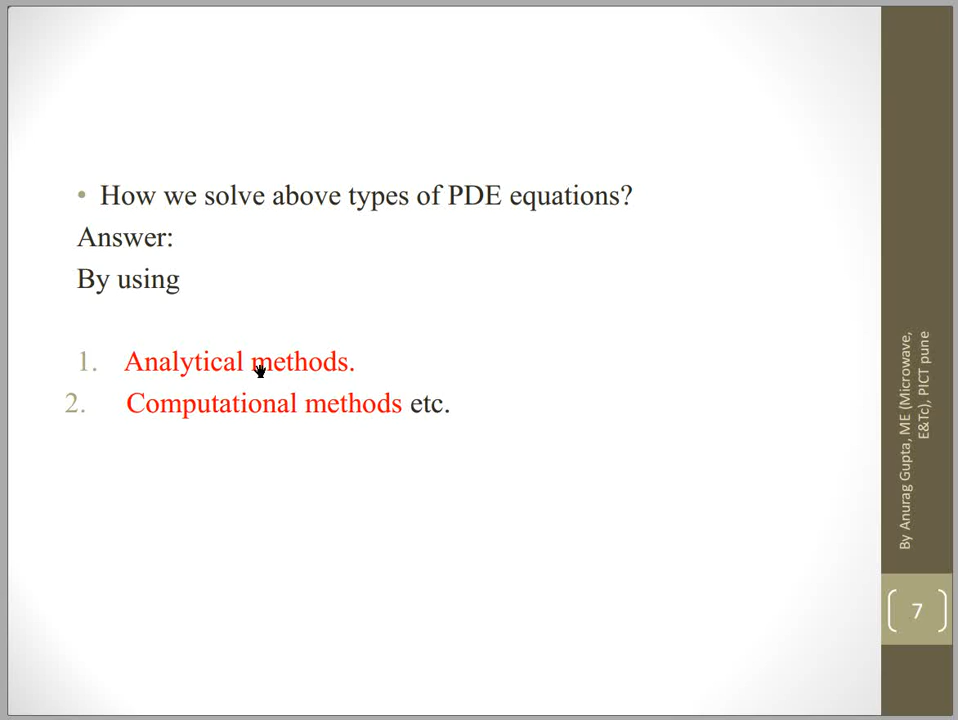 • How we solve above types of PDE equations?
Answer:
By using
1. Analytical methods.
2. Computational methods etc.
By Anurag Gupta, ME (Microwave,
E&Tc), PICT pune
7